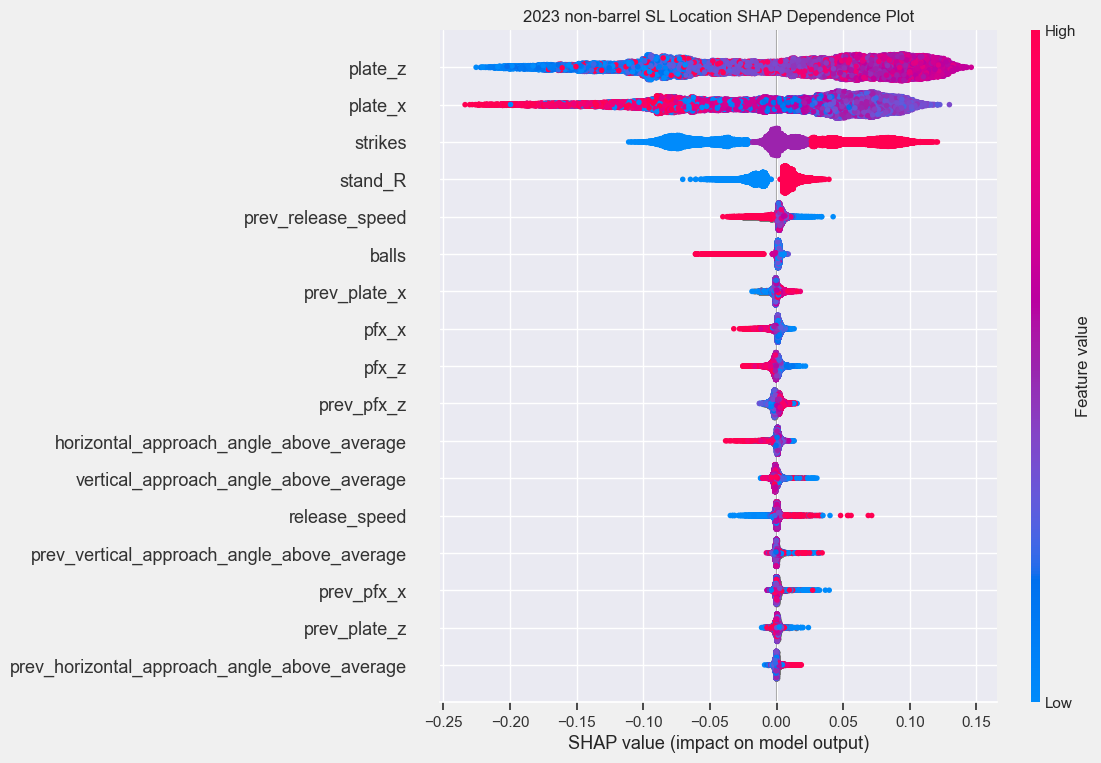 2023 non-barrel SL Location SHAP Dependence Plot
High
plate_z
plate_x
strikes
stand_R
prev_release_speed
balls
prev_plate_x
pfx_x
pfx_z
prev_pfx_z
horizontal_approach_angle_above_average
vertical_approach_angle_above_average
release_speed
prev_vertical_approach_angle_above_average
prev_pfx_x
prev_plate_z
prev_horizontal_approach_angle_above_average
Feature value
Low
−0.25 −0.20 −0.15 −0.10 −0.05 0.00 0.05 0.10 0.15
SHAP value (impact on model output)